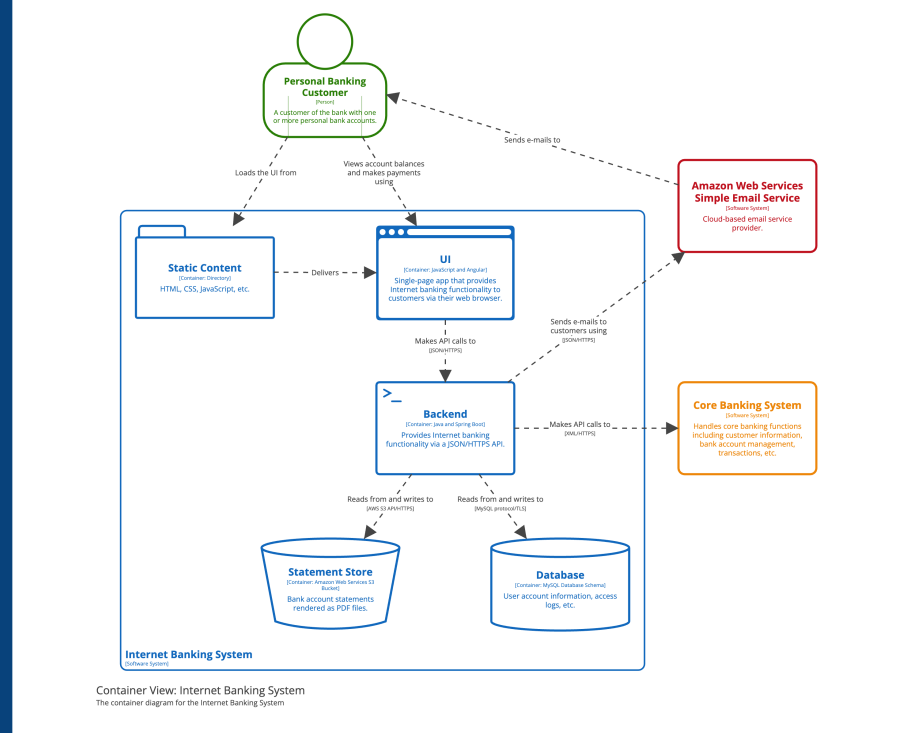 Personal Banking
Customer
[Person]
A customer of the bank with one
or more personal bank accounts.
Sends e-mails to
Loads the UI from
Views account balances
and makes payments
using
Amazon Web Services
Simple Email Service
[Software System]
Cloud-based email service
provider.
Static Content
[Container: Directory]
HTML, CSS, JavaScript, etc.
Delivers
UI
[Container: JavaScript and Angular]
Single-page app that provides
Internet banking functionality to
customers via their web browser.
Sends e-mails to
customers using
[JSON/HTTPS]
Makes API calls to
[JSON/HTTPS]
>_
Backend
[Container: Java and Spring Boot]
Provides Internet banking
functionality via a JSON/HTTPS API.
Makes API calls to
[XML/HTTPS]
Core Banking System
[Software System]
Handles core banking functions
including customer information,
bank account management,
transactions, etc.
Reads from and writes to
[AWS S3 API/HTTPS]
Reads from and writes to
[MySQL protocol/TLS]
Statement Store
[Container: Amazon Web Services S3
Bucket]
Bank account statements
rendered as PDF files.
Database
[Container: MySQL Database Schema]
User account information, access
logs, etc.
Internet Banking System
[Software System]
Container View: Internet Banking System
The container diagram for the Internet Banking System